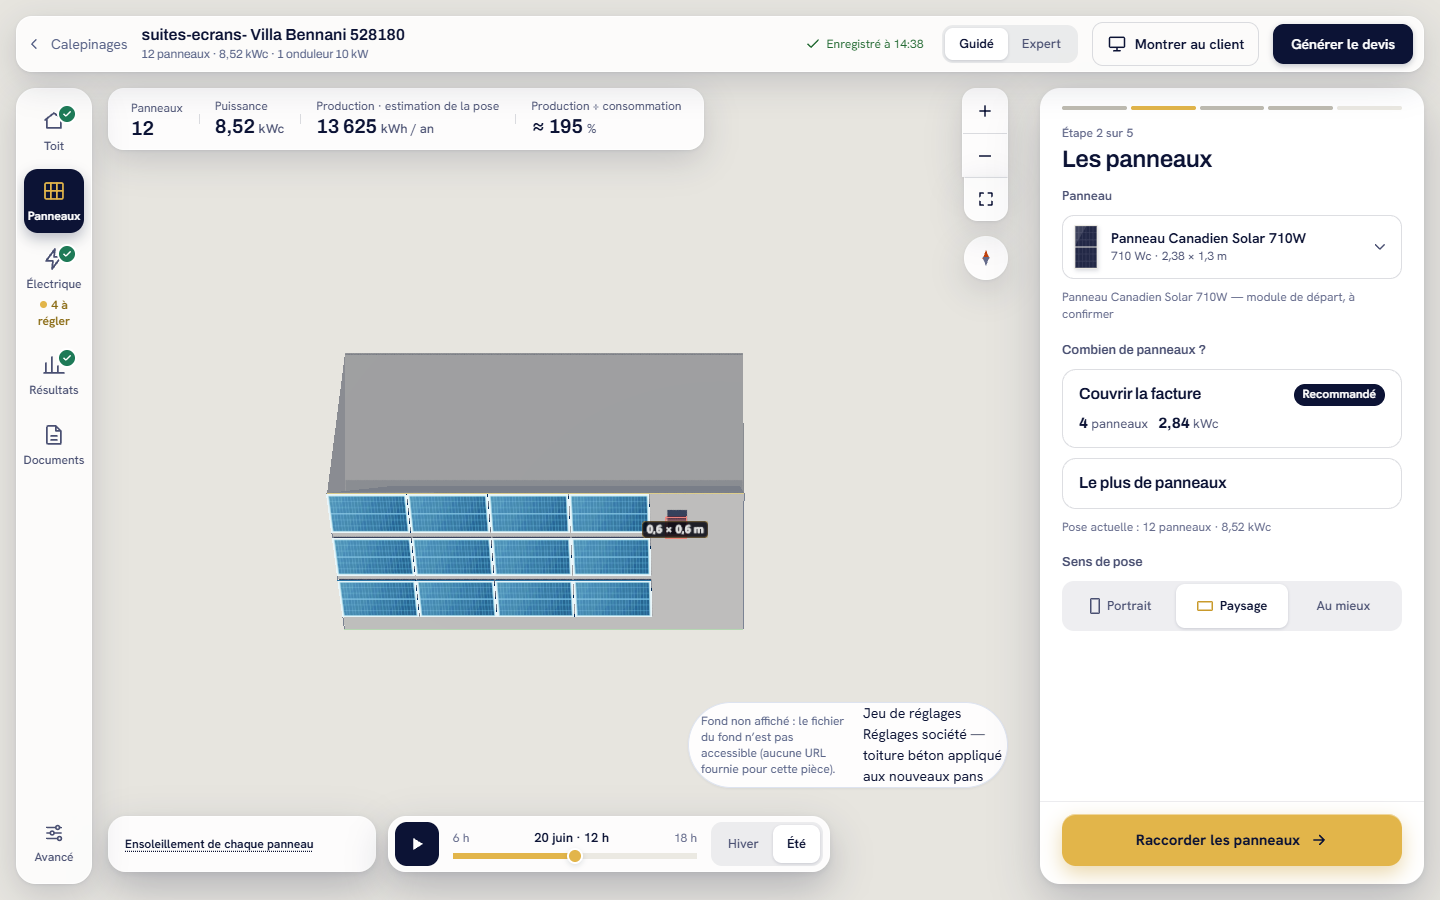 Calepinages
suites-ecrans- Villa Bennani 528180
12 panneaux · 8,52 kWc · 1 onduleur 10 kW
Enregistré à 14:38
Guidé
Expert
Montrer au client
Générer le devis
Toit
Panneaux
Électrique
4 à
régler
Résultats
Documents
Avancé
Panneaux
12
Puissance
8,52 kWc
Production · estimation de la pose
13 625 kWh / an
Production ÷ consommation
≈ 195 %
0,6 × 0,6 m
Fond non affiché : le fichier
du fond n’est pas
accessible (aucune URL
fournie pour cette pièce).
Jeu de réglages
Réglages société —
toiture béton appliqué
aux nouveaux pans
Ensoleillement de chaque panneau
6 h
20 juin · 12 h
18 h
Hiver
Été
Étape 2 sur 5
Les panneaux
Panneau
Panneau Canadien Solar 710W
710 Wc · 2,38 × 1,3 m
Panneau Canadien Solar 710W — module de départ, à
confirmer
Combien de panneaux ?
Couvrir la facture
Recommandé
4 panneaux 2,84 kWc
Le plus de panneaux
Pose actuelle : 12 panneaux · 8,52 kWc
Sens de pose
Portrait
Paysage
Au mieux
Raccorder les panneaux